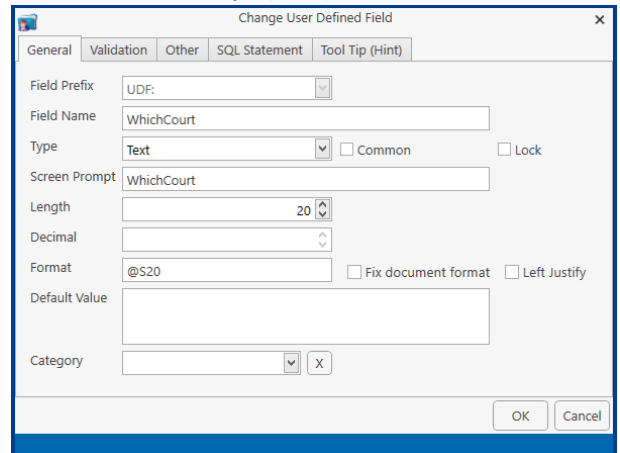 Change User Defined Field
General Validation Other SQL Statement Tool Tip (Hint)
Field Prefix UDF:
Field Name WhichCourt
Type Text Common Lock
Screen Prompt WhichCourt
Length 20
Decimal
Format @S20 Fix document format Left Justify
Default Value
Category X
OK Cancel